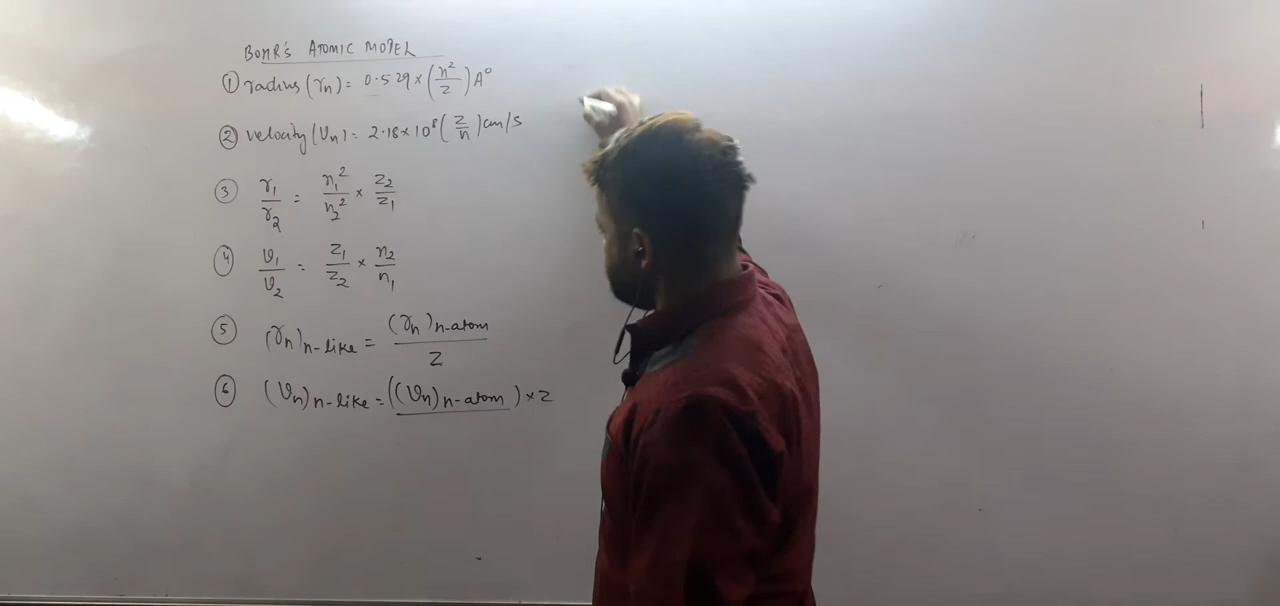 BOHR'S ATOMIC MODEL
① radius (rₙ) = 0.529 × (n²/Z) A⁰
② velocity (vₙ) = 2.18 × 10⁸ (Z/n) cm/s
③ r₁/r₂ = n₁²/n₂² × Z₂/Z₁
④ v₁/v₂ = Z₁/Z₂ × n₂/n₁
⑤ (rₙ)n-like = (rₙ)n-atom / Z
⑥ (vₙ)n-like = ((vₙ)n-atom) × Z